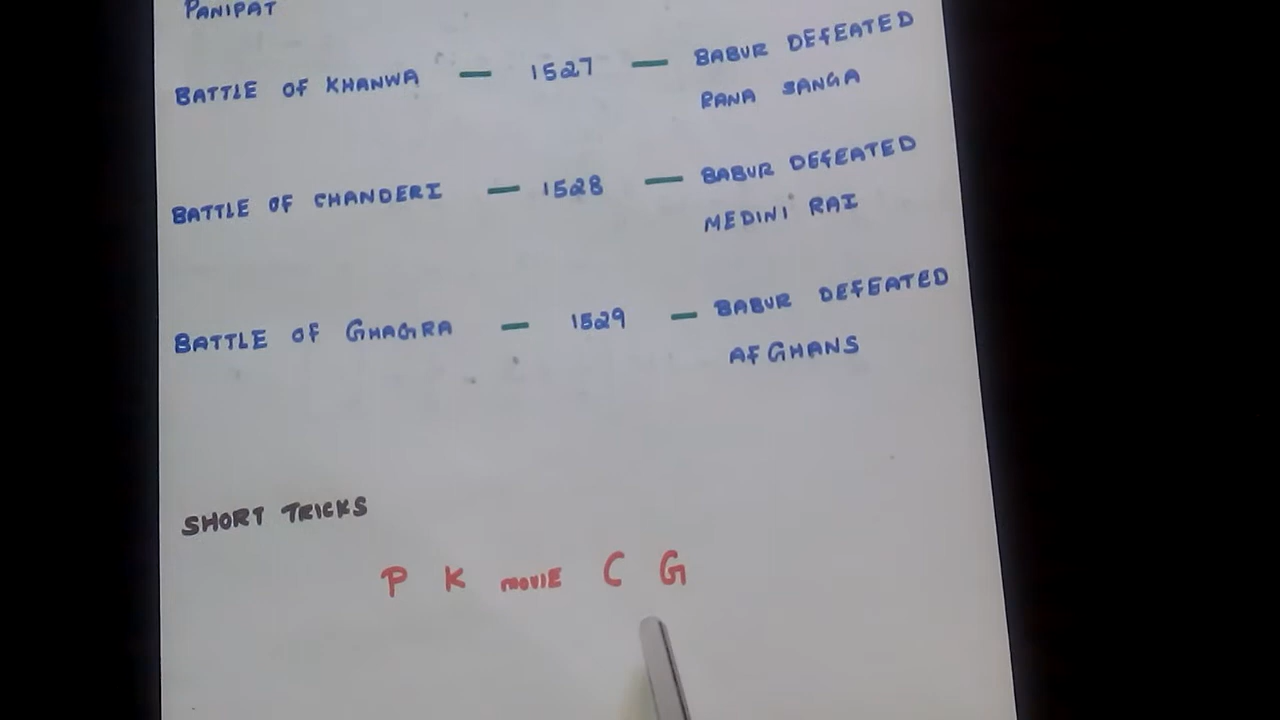 PANIPAT
BATTLE OF KHANWA — 1527 — BABUR DEFEATED
RANA SANGA
BATTLE OF CHANDERI — 1528 — BABUR DEFEATED
MEDINI RAI
BATTLE OF GHAGRA — 1529 — BABUR DEFEATED
AFGHANS
SHORT TRICKS
P K MOVIE C G